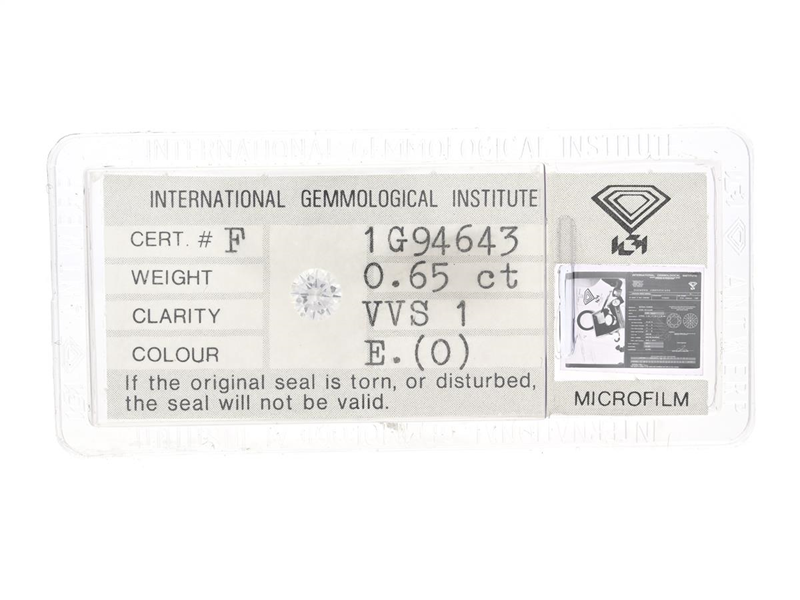 INTERNATIONAL GEMMOLOGICAL INSTITUTE
INTERNATIONAL GEMMOLOGICAL INSTITUTE
CERT. # F 1G94643
WEIGHT 0.65 ct
CLARITY VVS 1
COLOUR E.(O)
If the original seal is torn, or disturbed,
the seal will not be valid.
IGI
MICROFILM